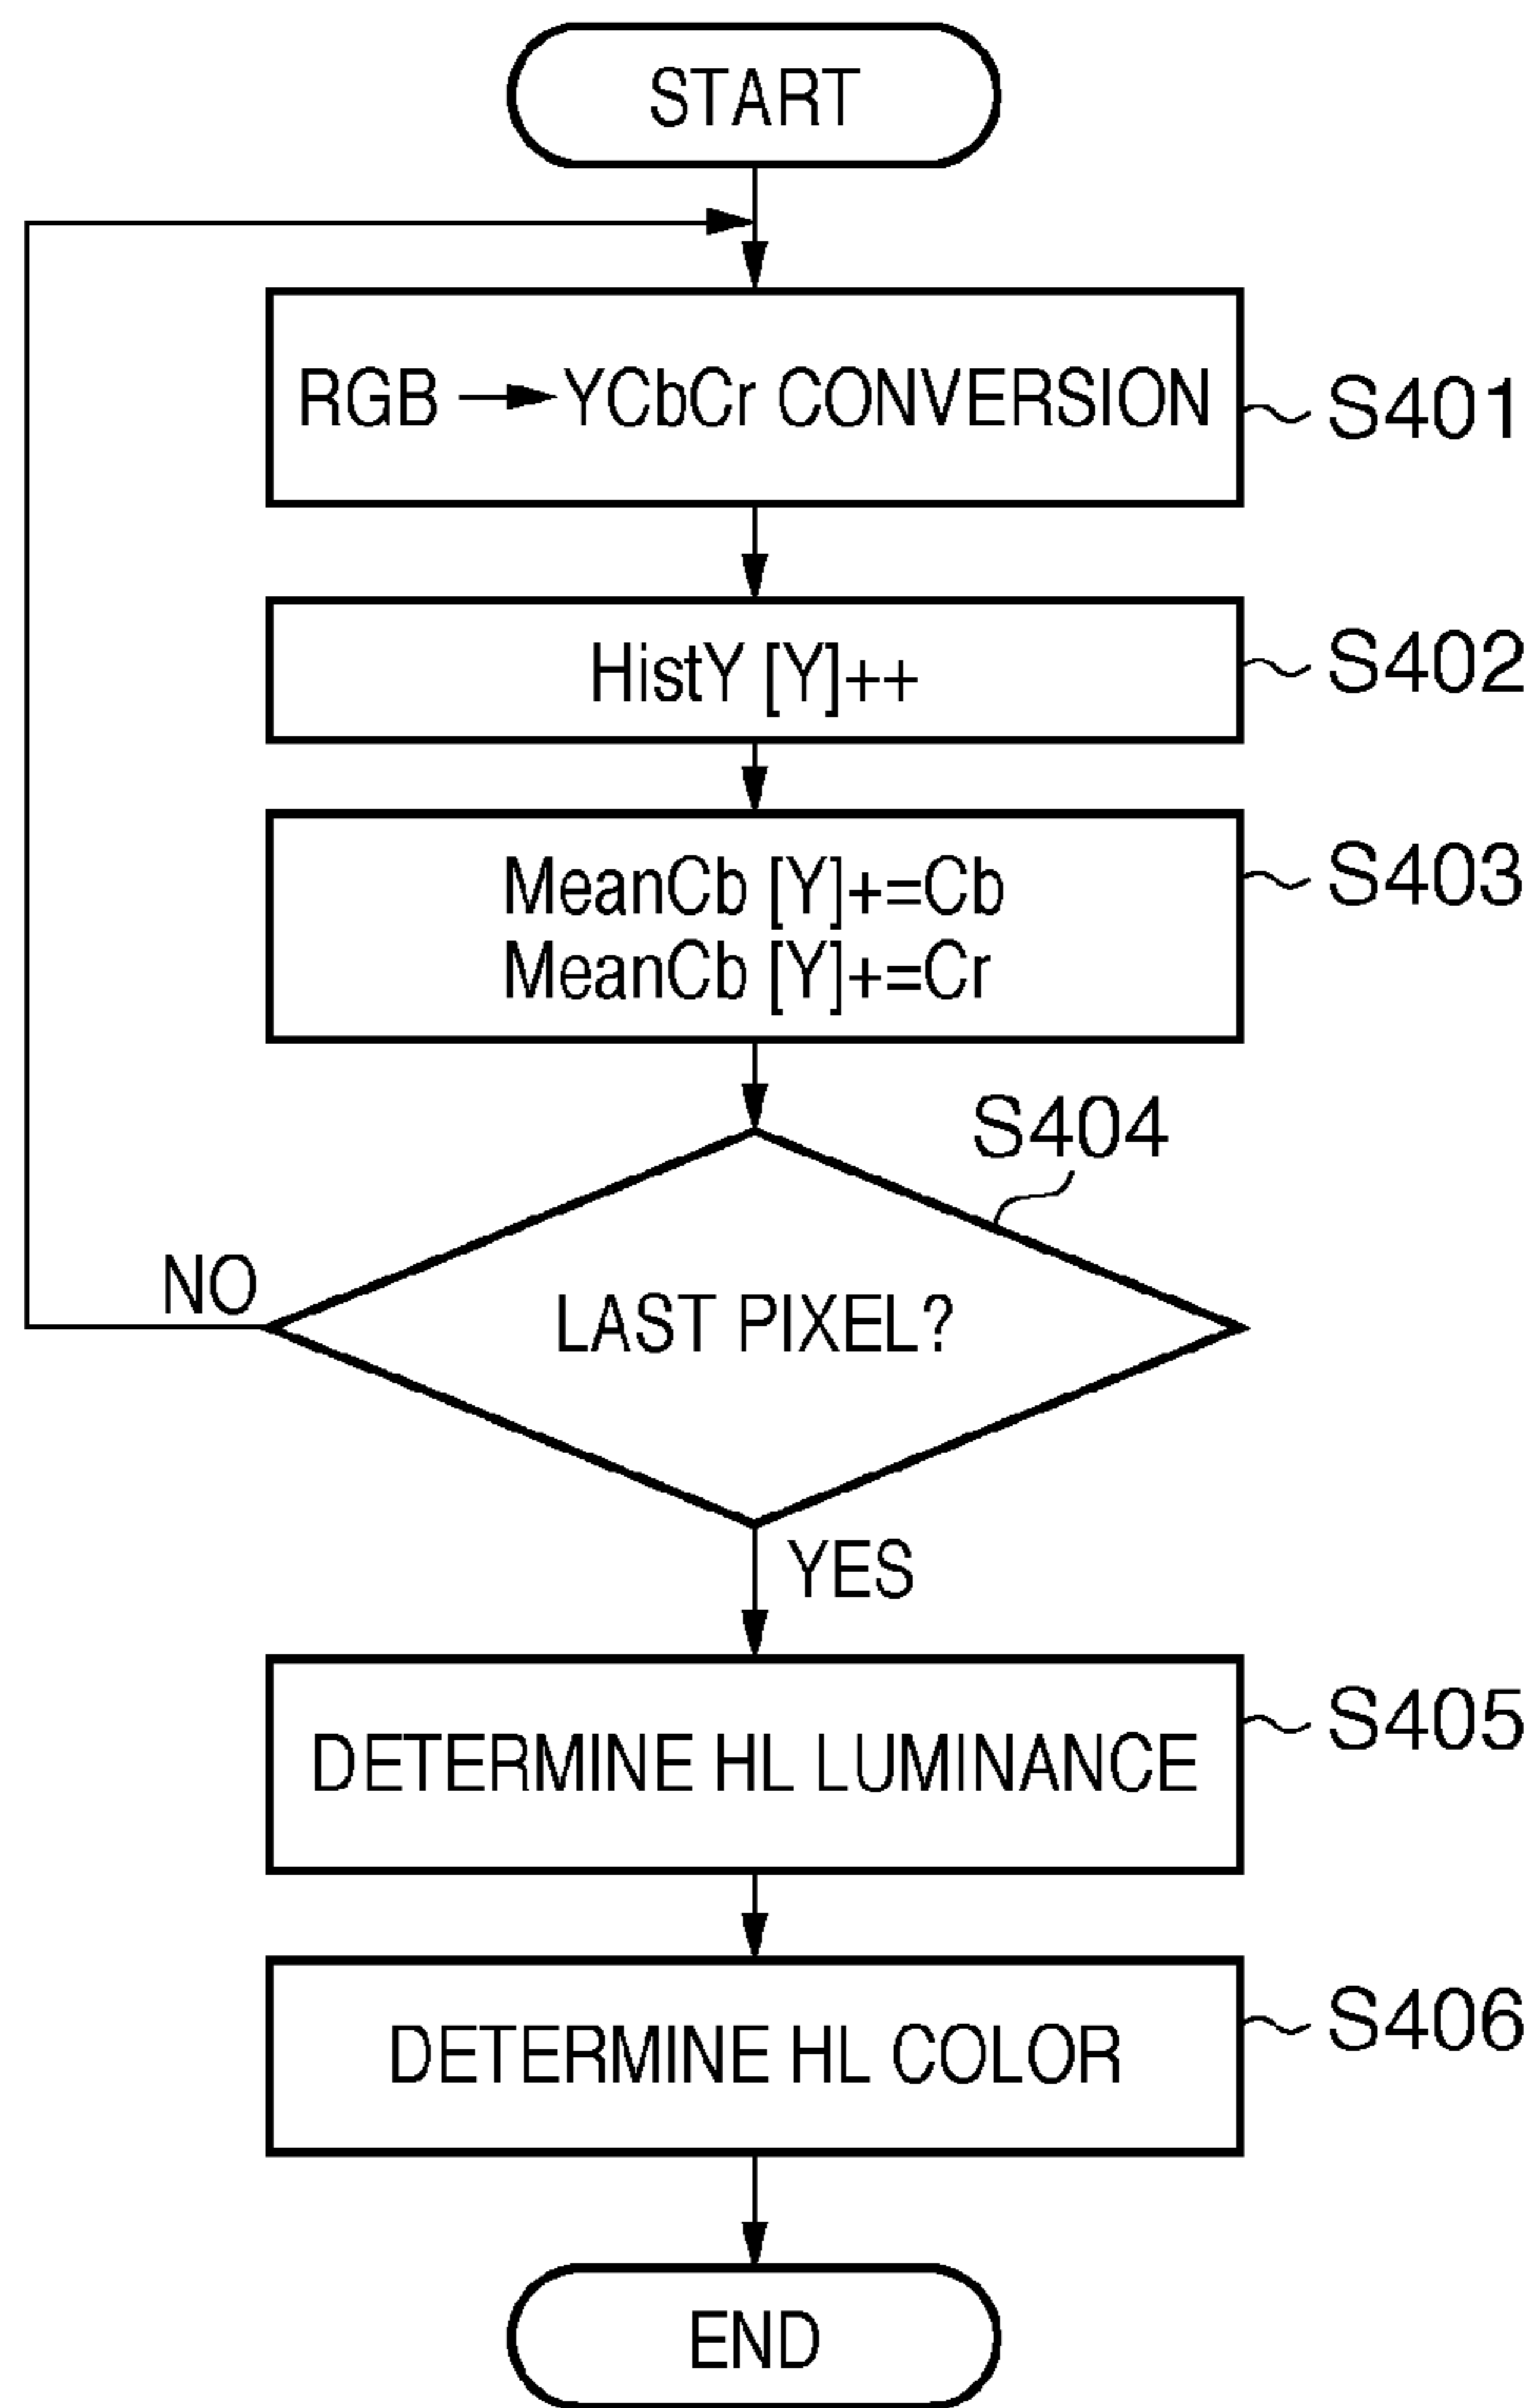 START
RGB → YCbCr CONVERSION
S401
HistY [Y]++
S402
MeanCb [Y]+=Cb
MeanCb [Y]+=Cr
S403
S404
LAST PIXEL?
NO
YES
DETERMINE HL LUMINANCE
S405
DETERMINE HL COLOR
S406
END